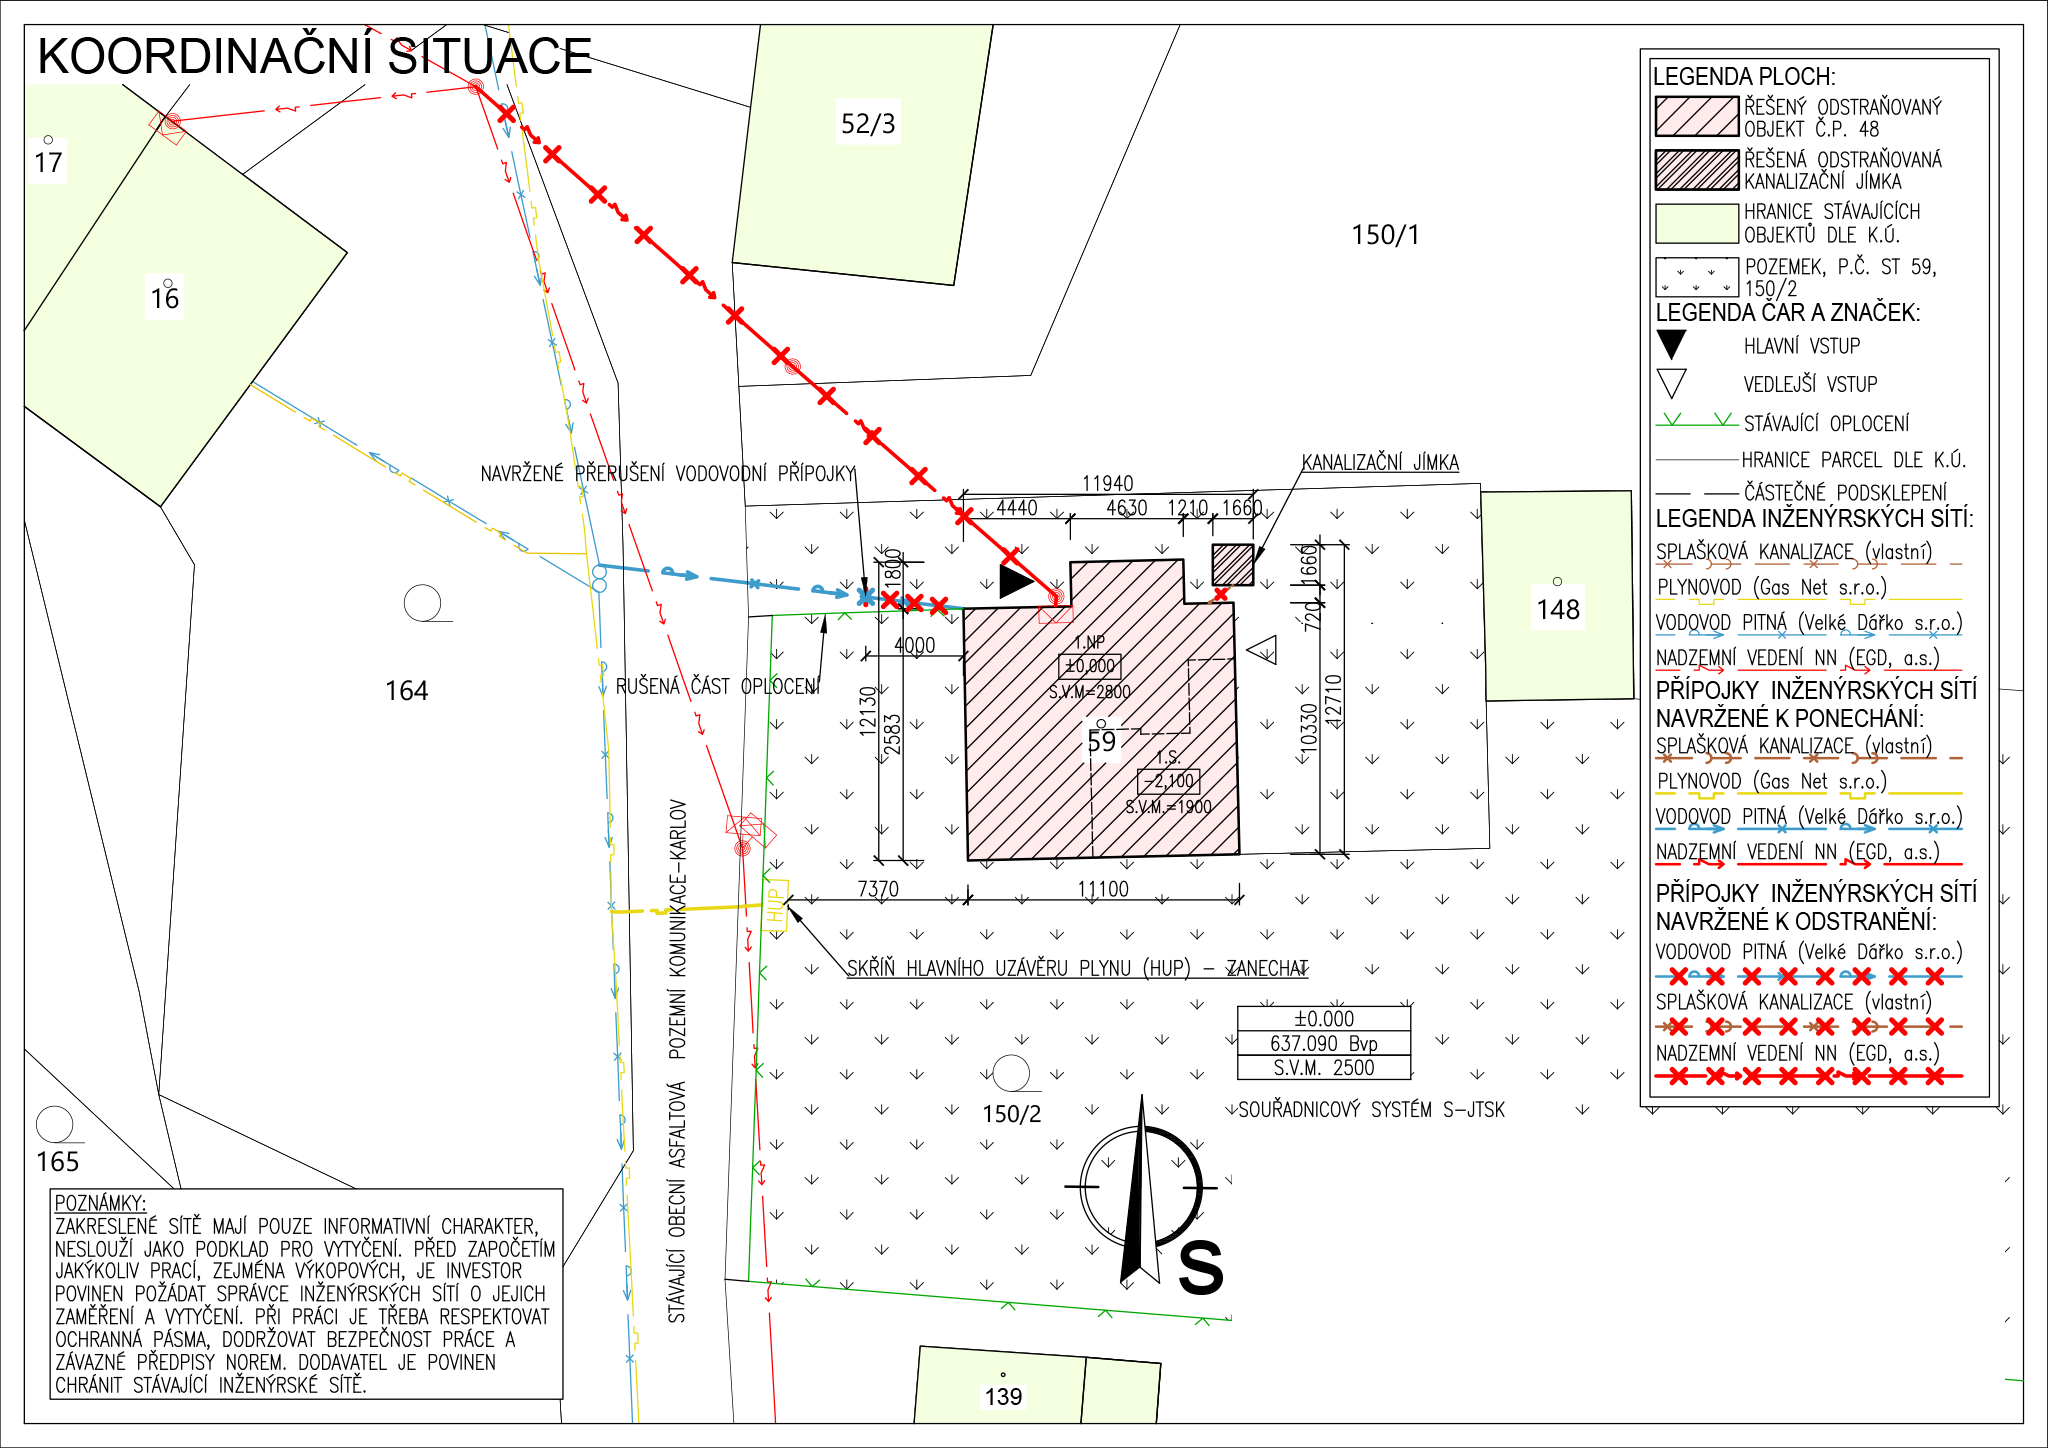 KOORDINAČNÍ SITUACE
17
16
52/3
150/1
164
165
148
59
150/2
139
NAVRŽENÉ PŘERUŠENÍ VODOVODNÍ PŘÍPOJKY
KANALIZAČNÍ JÍMKA
11940
4440
4630
1210
1660
1800
1660
720
4000
12130
2583
10330
12710
1.NP
±0,000
S.V.M=2800
1.S.
-2,100
S.V.M.=1900
RUŠENÁ ČÁST OPLOCENÍ
7370
11100
HUP
SKŘÍŇ HLAVNÍHO UZÁVĚRU PLYNU (HUP) - ZANECHAT
STÁVAJÍCÍ OBECNÍ ASFALTOVÁ POZEMNÍ KOMUNIKACE-KARLOV
±0.000
637.090 Bvp
S.V.M. 2500
SOUŘADNICOVÝ SYSTÉM S-JTSK
S
POZNÁMKY:
ZAKRESLENÉ SÍTĚ MAJÍ POUZE INFORMATIVNÍ CHARAKTER,
NESLOUŽÍ JAKO PODKLAD PRO VYTYČENÍ. PŘED ZAPOČETÍM
JAKÝKOLIV PRACÍ, ZEJMÉNA VÝKOPOVÝCH, JE INVESTOR
POVINEN POŽÁDAT SPRÁVCE INŽENÝRSKÝCH SÍTÍ O JEJICH
ZAMĚŘENÍ A VYTYČENÍ. PŘI PRÁCI JE TŘEBA RESPEKTOVAT
OCHRANNÁ PÁSMA, DODRŽOVAT BEZPEČNOST PRÁCE A
ZÁVAZNÉ PŘEDPISY NOREM. DODAVATEL JE POVINEN
CHRÁNIT STÁVAJÍCÍ INŽENÝRSKÉ SÍTĚ.
LEGENDA PLOCH:
ŘEŠENÝ ODSTRAŇOVANÝ
OBJEKT Č.P. 48
ŘEŠENÁ ODSTRAŇOVANÁ
KANALIZAČNÍ JÍMKA
HRANICE STÁVAJÍCÍCH
OBJEKTŮ DLE K.Ú.
POZEMEK, P.Č. ST 59,
150/2
LEGENDA ČAR A ZNAČEK:
HLAVNÍ VSTUP
VEDLEJŠÍ VSTUP
STÁVAJÍCÍ OPLOCENÍ
HRANICE PARCEL DLE K.Ú.
ČÁSTEČNÉ PODSKLEPENÍ
LEGENDA INŽENÝRSKÝCH SÍTÍ:
SPLAŠKOVÁ KANALIZACE (vlastní)
PLYNOVOD (Gas Net s.r.o.)
VODOVOD PITNÁ (Velké Dářko s.r.o.)
NADZEMNÍ VEDENÍ NN (EGD, a.s.)
PŘÍPOJKY INŽENÝRSKÝCH SÍTÍ
NAVRŽENÉ K PONECHÁNÍ:
SPLAŠKOVÁ KANALIZACE (vlastní)
PLYNOVOD (Gas Net s.r.o.)
VODOVOD PITNÁ (Velké Dářko s.r.o.)
NADZEMNÍ VEDENÍ NN (EGD, a.s.)
PŘÍPOJKY INŽENÝRSKÝCH SÍTÍ
NAVRŽENÉ K ODSTRANĚNÍ:
VODOVOD PITNÁ (Velké Dářko s.r.o.)
SPLAŠKOVÁ KANALIZACE (vlastní)
NADZEMNÍ VEDENÍ NN (EGD, a.s.)